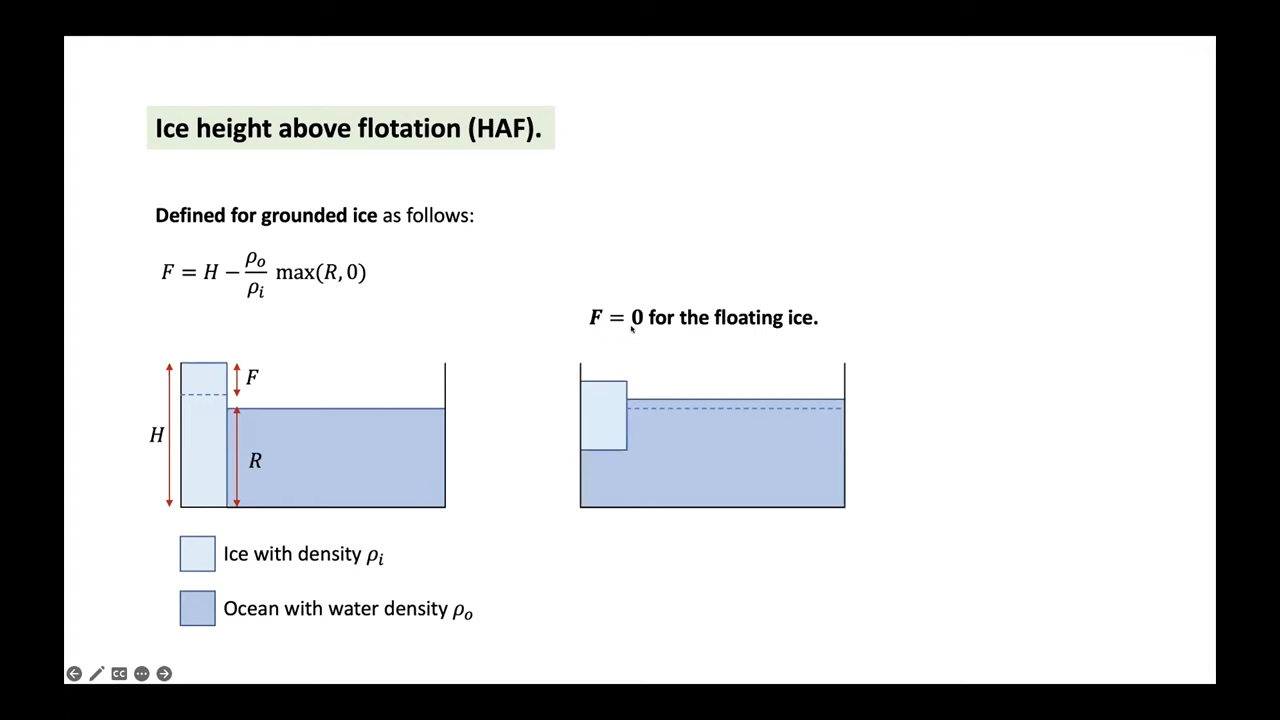 Ice height above flotation (HAF).
Defined for grounded ice as follows:
F = H − ρₒ/ρᵢ max(R, 0)
F = 0 for the floating ice.
F
H
R
Ice with density ρᵢ
Ocean with water density ρₒ
CC